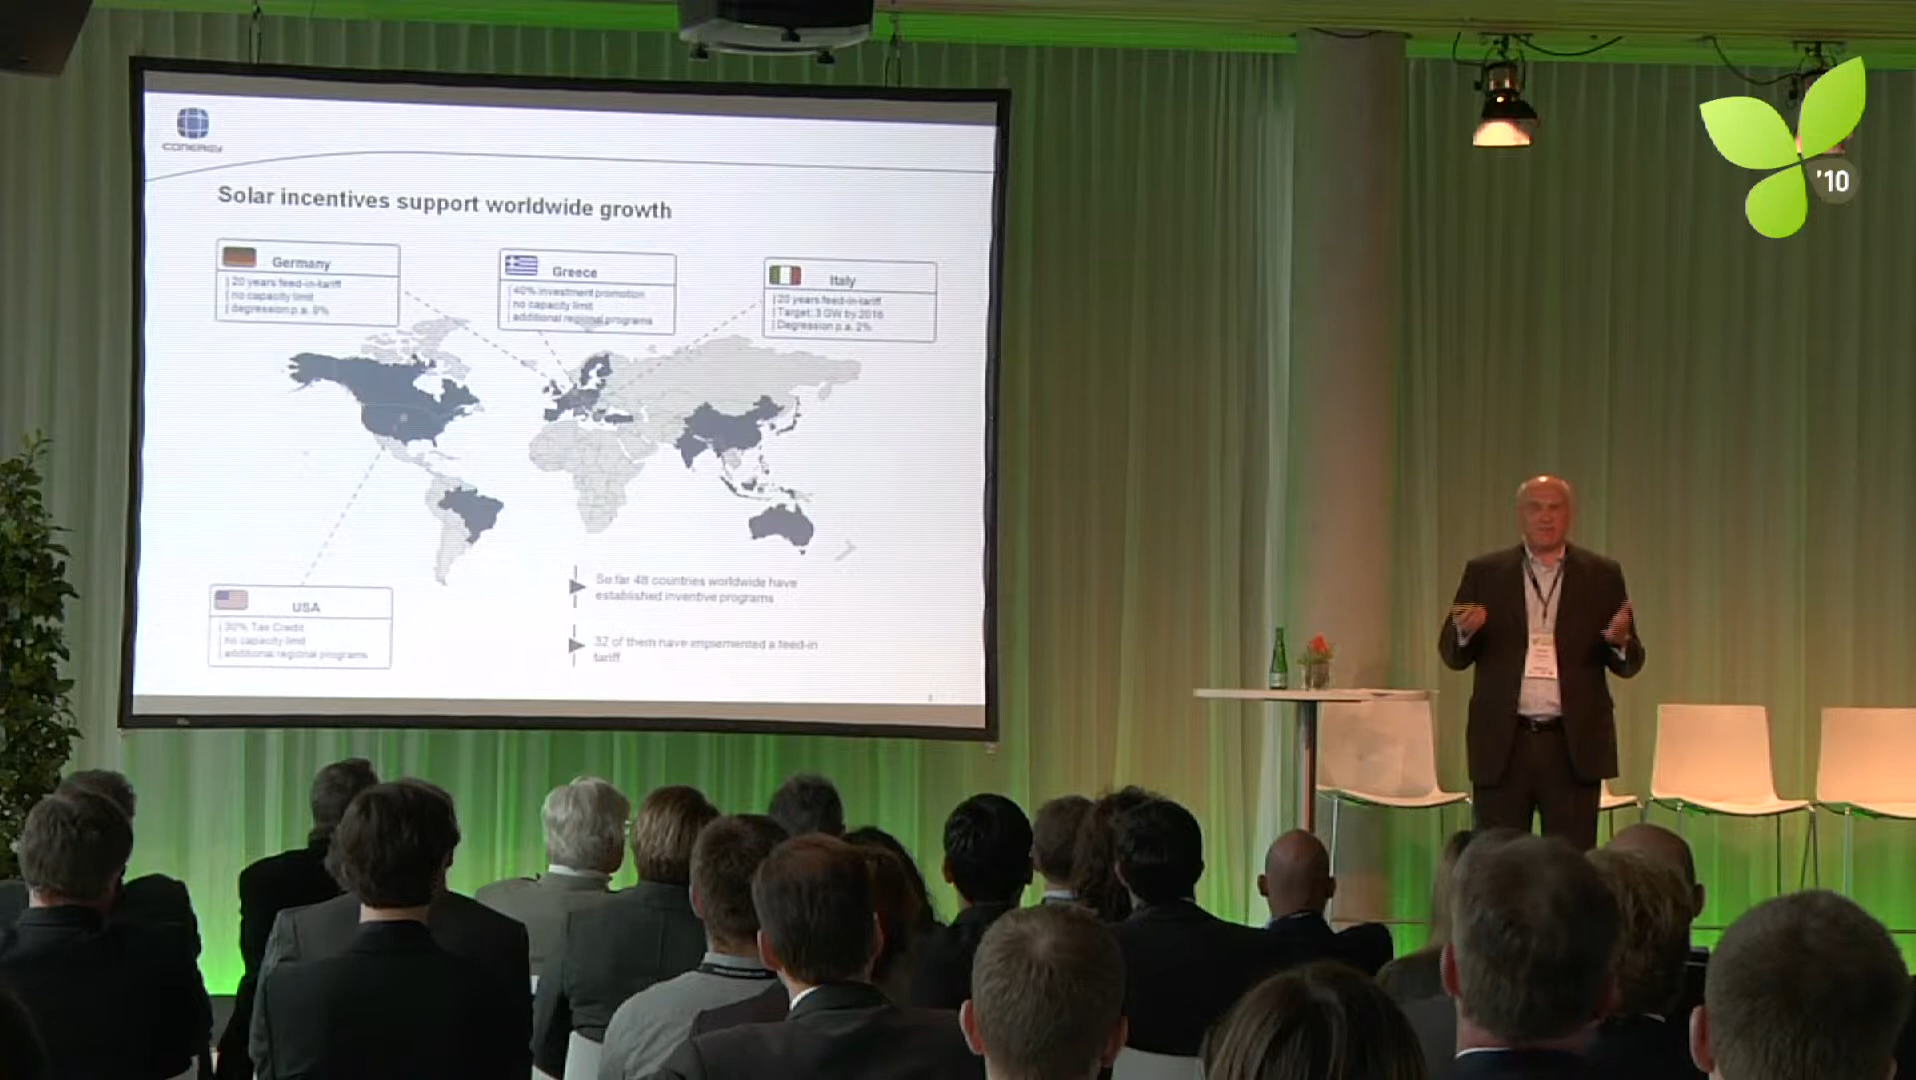 CONERGY
'10
Solar incentives support worldwide growth
Germany
20 years feed-in-tariff
no capacity limit
degression p.a. 9%
Greece
40% investment promotion
no capacity limit
additional regional programs
Italy
20 years feed-in-tariff
Target: 3 GW by 2016
Degression p.a. 2%
USA
30% Tax Credit
no capacity limit
additional regional programs
So far 48 countries worldwide have
established inventive programs
32 of them have implemented a feed-in
tariff